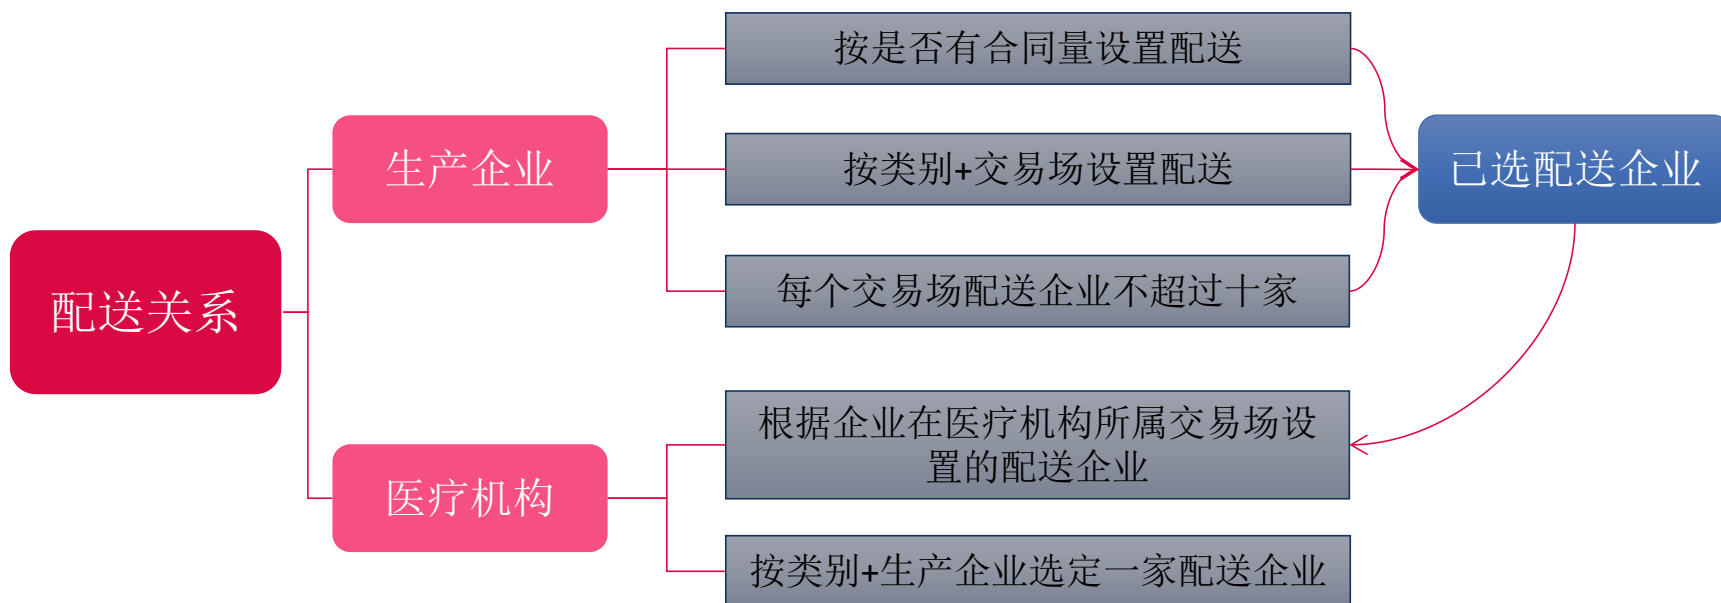 按是否有合同量设置配送
生产企业
按类别+交易场设置配送
已选配送企业
每个交易场配送企业不超过十家
配送关系
根据企业在医疗机构所属交易场设
置的配送企业
医疗机构
按类别+生产企业选定一家配送企业